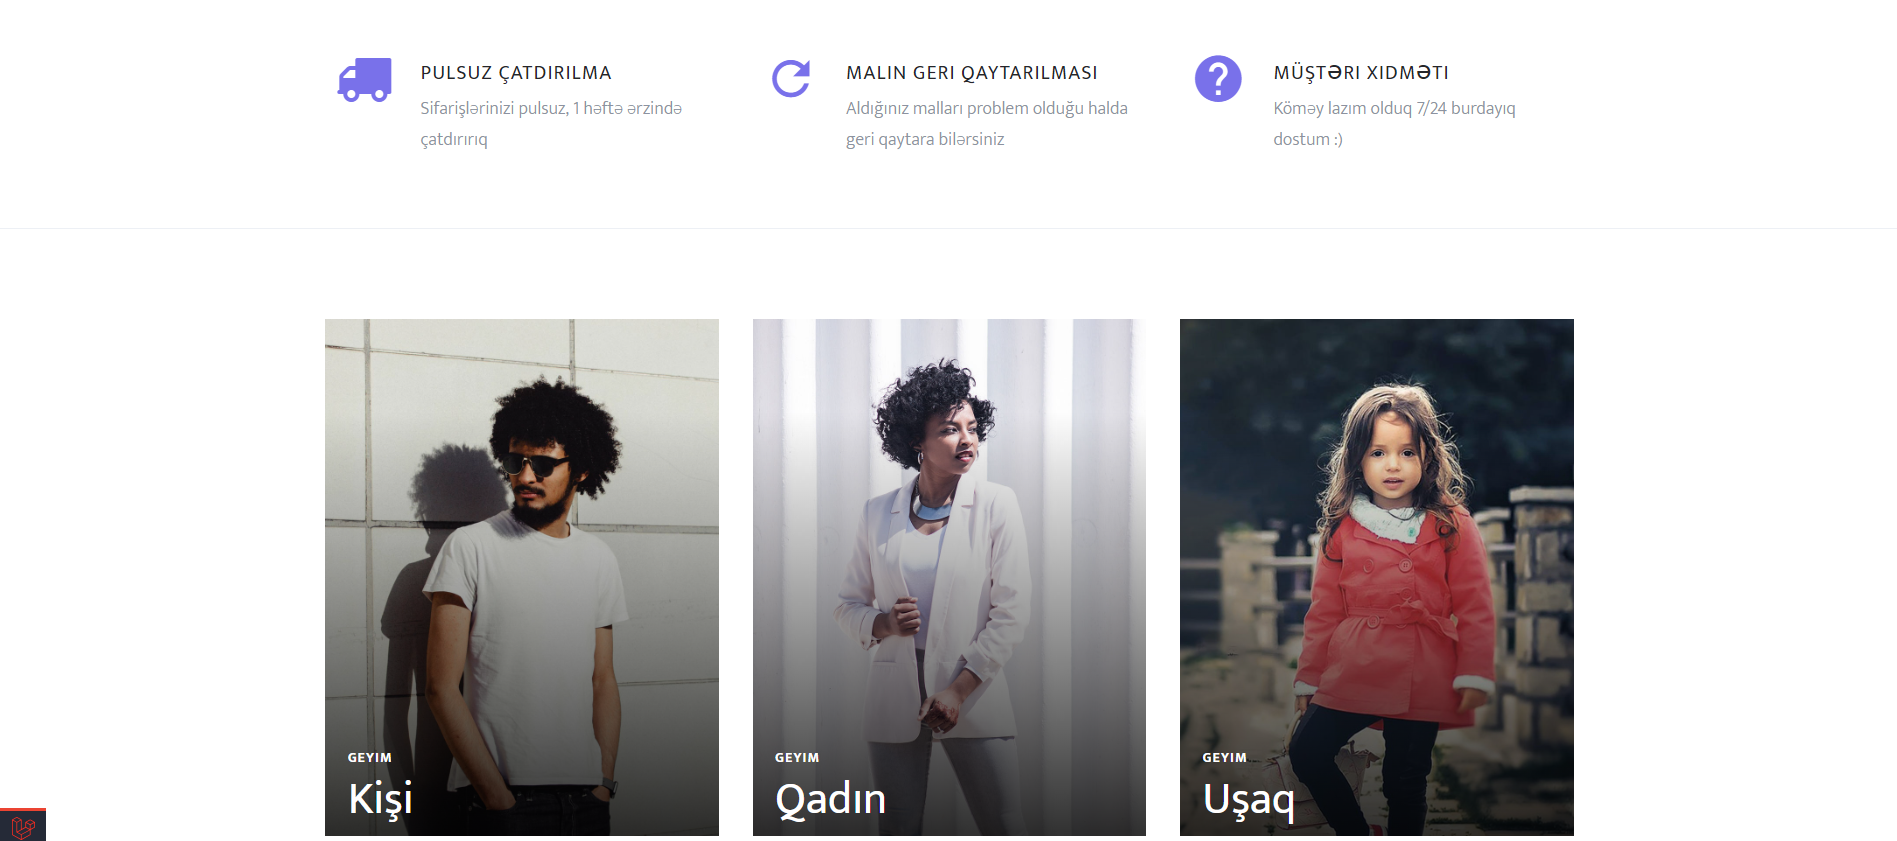 PULSUZ ÇATDIRILMA
Sifarişlərinizi pulsuz, 1 həftə ərzində
çatdırırıq
MALIN GERI QAYTARILMASI
Aldığınız malları problem olduğu halda
geri qaytara bilərsiniz
MÜŞTƏRI XIDMƏTI
Köməy lazım olduq 7/24 burdayıq
dostum :)
GEYIM
Kişi
GEYIM
Qadın
GEYIM
Uşaq